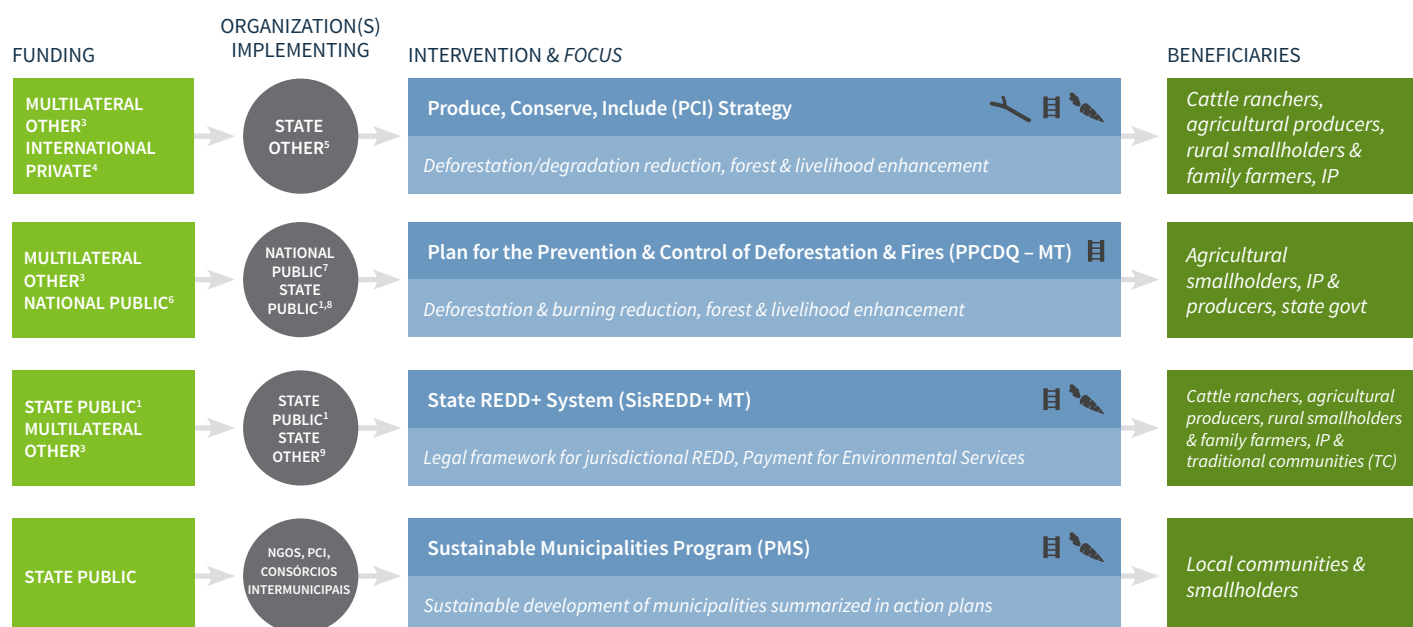 FUNDING
ORGANIZATION(S)
IMPLEMENTING
INTERVENTION & FOCUS
BENEFICIARIES
MULTILATERAL
OTHER³
INTERNATIONAL
PRIVATE⁴
STATE
OTHER⁵
Produce, Conserve, Include (PCI) Strategy
Deforestation/degradation reduction, forest & livelihood enhancement
Cattle ranchers,
agricultural producers,
rural smallholders &
family farmers, IP
MULTILATERAL
OTHER³
NATIONAL PUBLIC⁶
NATIONAL
PUBLIC⁷
STATE
PUBLIC¹,⁸
Plan for the Prevention & Control of Deforestation & Fires (PPCDQ – MT)
Deforestation & burning reduction, forest & livelihood enhancement
Agricultural
smallholders, IP &
producers, state govt
STATE PUBLIC¹
MULTILATERAL
OTHER³
STATE
PUBLIC¹
STATE
OTHER⁹
State REDD+ System (SisREDD+ MT)
Legal framework for jurisdictional REDD, Payment for Environmental Services
Cattle ranchers, agricultural
producers, rural smallholders
& family farmers, IP &
traditional communities (TC)
STATE PUBLIC
NGOS, PCI,
CONSÓRCIOS
INTERMUNICIPAIS
Sustainable Municipalities Program (PMS)
Sustainable development of municipalities summarized in action plans
Local communities &
smallholders